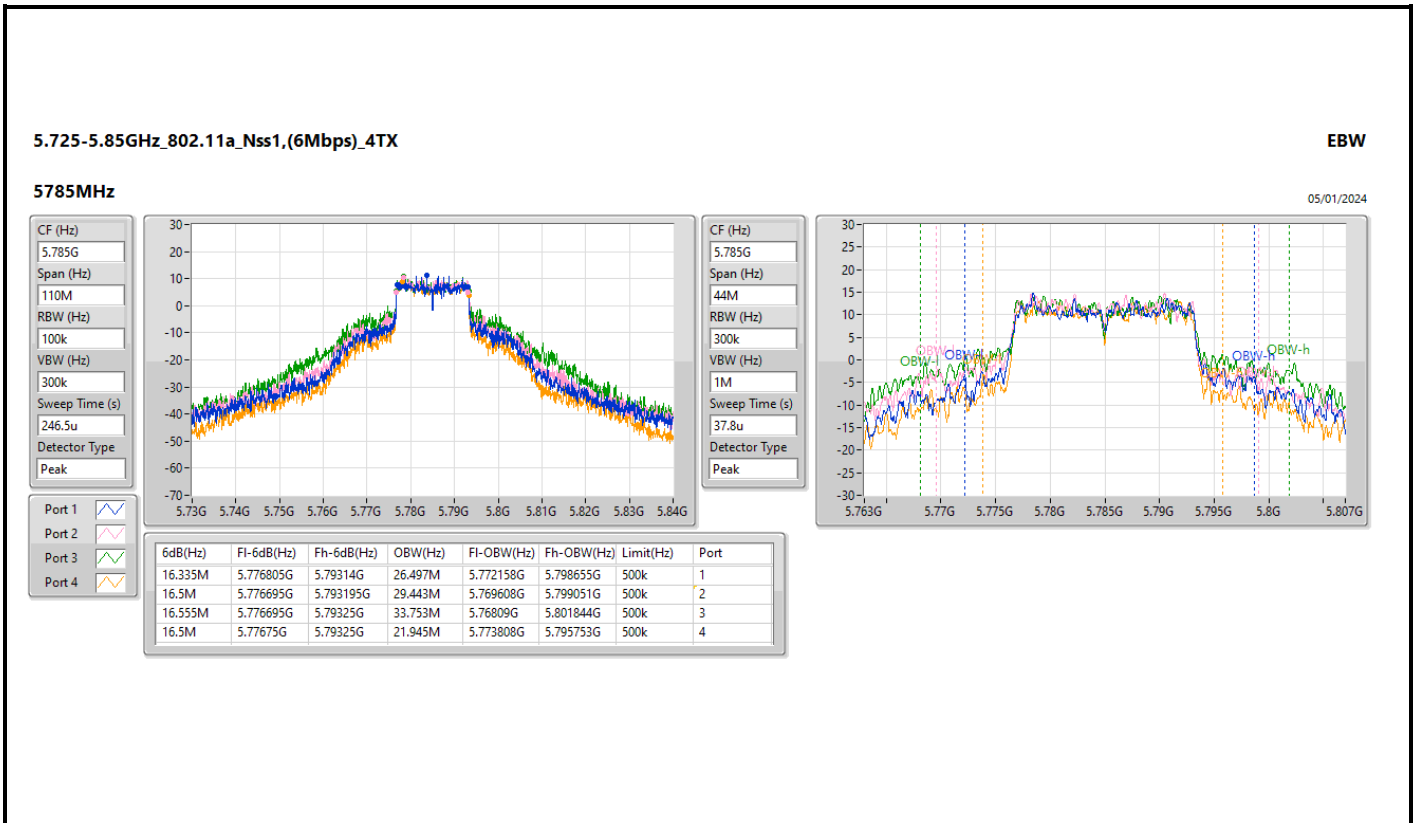 5.725-5.85GHz_802.11a_Nss1,(6Mbps)_4TX
EBW
5785MHz
05/01/2024
CF (Hz)
5.785G
Span (Hz)
110M
RBW (Hz)
100k
VBW (Hz)
300k
Sweep Time (s)
246.5u
Detector Type
Peak
30
20
10
0
-10
-20
-30
-40
-50
-60
-70
5.73G 5.74G 5.75G 5.76G 5.77G 5.78G 5.79G 5.8G 5.81G 5.82G 5.83G 5.84G
CF (Hz)
5.785G
Span (Hz)
44M
RBW (Hz)
300k
VBW (Hz)
1M
Sweep Time (s)
37.8u
Detector Type
Peak
30
25
20
15
10
5
0
-5
-10
-15
-20
-25
-30
OBW-h
OBW-h
5.763G 5.77G 5.775G 5.78G 5.785G 5.79G 5.795G 5.8G 5.807G
Port 1
Port 2
Port 3
Port 4
6dB(Hz) Fl-6dB(Hz) Fh-6dB(Hz) OBW(Hz) Fl-OBW(Hz) Fh-OBW(Hz) Limit(Hz) Port
16.335M 5.776805G 5.79314G 26.497M 5.772158G 5.798655G 500k 1
16.5M 5.776695G 5.793195G 29.443M 5.769608G 5.799051G 500k 2
16.555M 5.776695G 5.79325G 33.753M 5.76809G 5.801844G 500k 3
16.5M 5.77675G 5.79325G 21.945M 5.773808G 5.795753G 500k 4